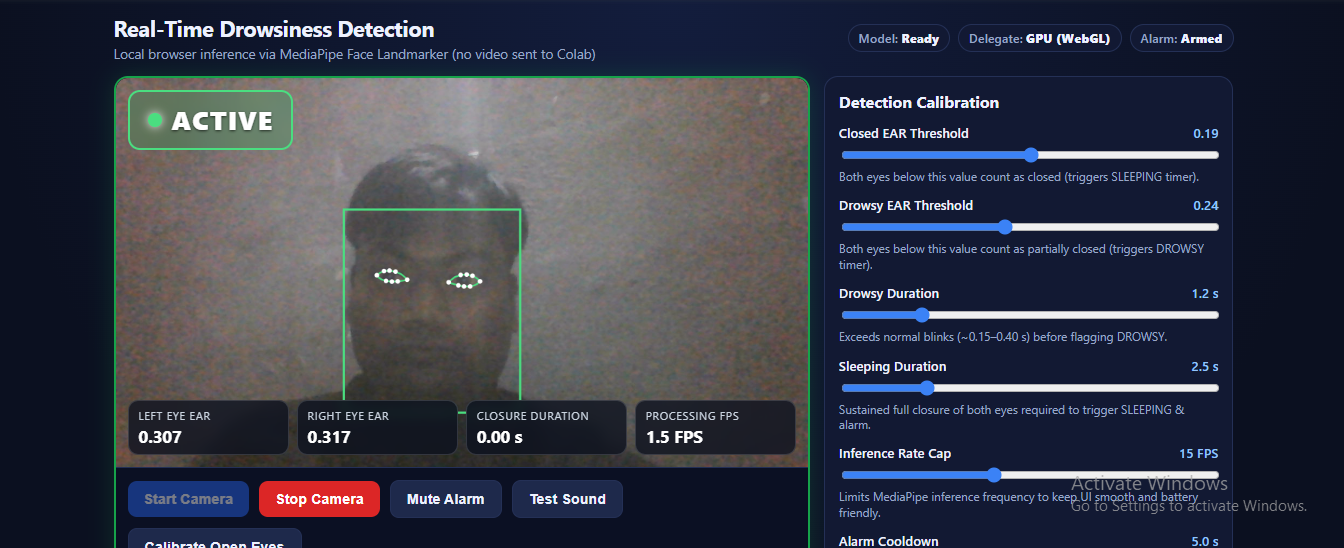 Real-Time Drowsiness Detection
Local browser inference via MediaPipe Face Landmarker (no video sent to Colab)
Model: Ready
Delegate: GPU (WebGL)
Alarm: Armed
ACTIVE
LEFT EYE EAR
0.307
RIGHT EYE EAR
0.317
CLOSURE DURATION
0.00 s
PROCESSING FPS
1.5 FPS
Start Camera
Stop Camera
Mute Alarm
Test Sound
Calibrate Open Eyes
Detection Calibration
Closed EAR Threshold 0.19
Both eyes below this value count as closed (triggers SLEEPING timer).
Drowsy EAR Threshold 0.24
Both eyes below this value count as partially closed (triggers DROWSY
timer).
Drowsy Duration 1.2 s
Exceeds normal blinks (~0.15–0.40 s) before flagging DROWSY.
Sleeping Duration 2.5 s
Sustained full closure of both eyes required to trigger SLEEPING &
alarm.
Inference Rate Cap 15 FPS
Limits MediaPipe inference frequency to keep UI smooth and battery
friendly.
Alarm Cooldown 5.0 s
Activate Windows
Go to Settings to activate Windows.